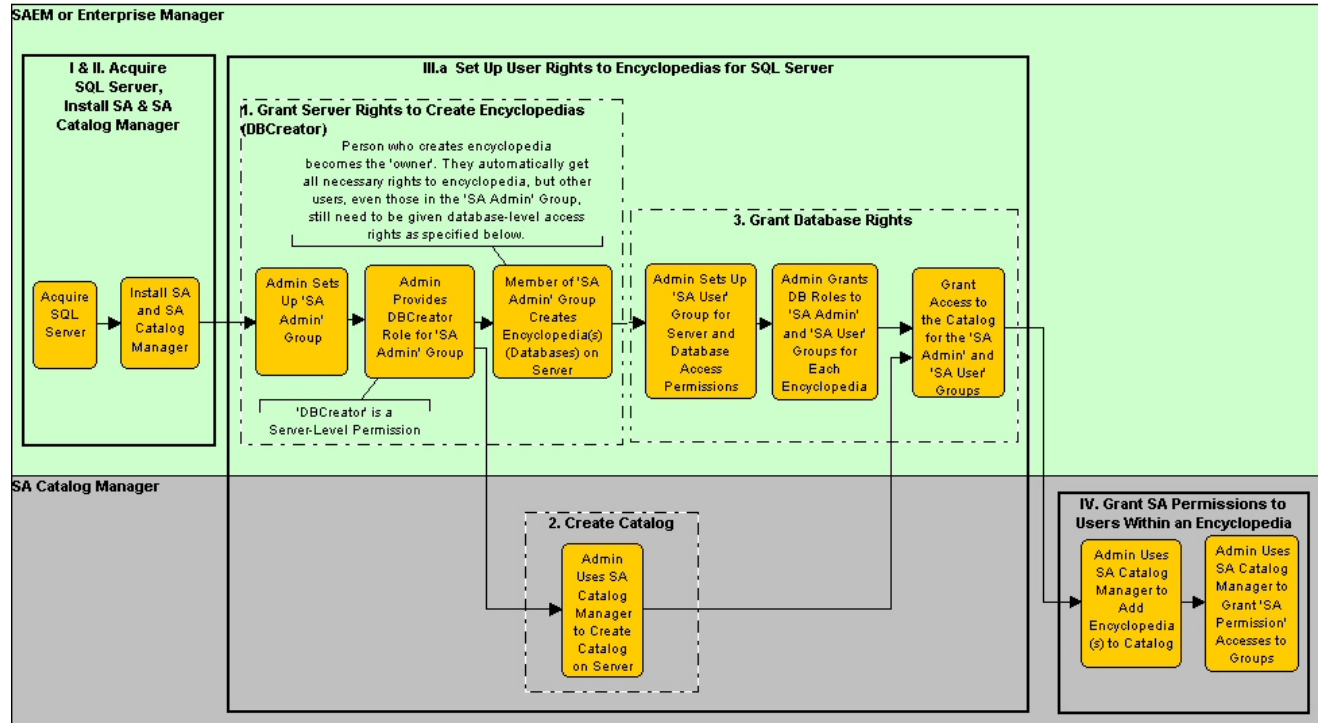 SAEM or Enterprise Manager
I & II. Acquire
SQL Server,
Install SA & SA
Catalog Manager
Acquire
SQL
Server
Install SA
and SA
Catalog
Manager
III.a Set Up User Rights to Encyclopedias for SQL Server
1. Grant Server Rights to Create Encyclopedias
(DBCreator)
Person who creates encyclopedia
becomes the 'owner'. They automatically get
all necessary rights to encyclopedia, but other
users, even those in the 'SA Admin' Group,
still need to be given database-level access
rights as specified below.
Admin Sets
Up 'SA
Admin'
Group
Admin
Provides
DBCreator
Role for 'SA
Admin' Group
Member of 'SA
Admin' Group
Creates
Encyclopedia(s)
(Databases) on
Server
'DBCreator' is a
Server-Level Permission
3. Grant Database Rights
Admin Sets Up
'SA User'
Group for
Server and
Database
Access
Permissions
Admin Grants
DB Roles to
'SA Admin'
and 'SA User'
Groups for
Each
Encyclopedia
Grant
Access to
the Catalog
for the 'SA
Admin' and
'SA User'
Groups
SA Catalog Manager
2. Create Catalog
Admin
Uses SA
Catalog
Manager
to Create
Catalog
on Server
IV. Grant SA Permissions to
Users Within an Encyclopedia
Admin Uses
SA Catalog
Manager to
Add
Encyclopedia
(s) to Catalog
Admin Uses
SA Catalog
Manager to
Grant 'SA
Permission'
Accesses to
Groups